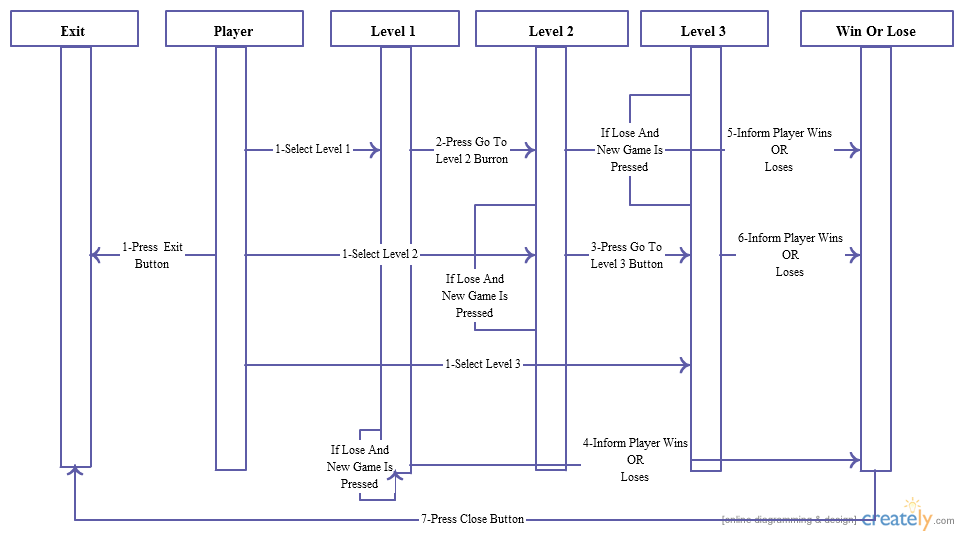 Exit
Player
Level 1
Level 2
Level 3
Win Or Lose
1-Select Level 1
2-Press Go To
Level 2 Burron
If Lose And
New Game Is
Pressed
5-Inform Player Wins
OR
Loses
1-Press Exit
Button
1-Select Level 2
If Lose And
New Game Is
Pressed
3-Press Go To
Level 3 Button
6-Inform Player Wins
OR
Loses
1-Select Level 3
If Lose And
New Game Is
Pressed
4-Inform Player Wins
OR
Loses
7-Press Close Button
[online diagramming & design]
creately.com